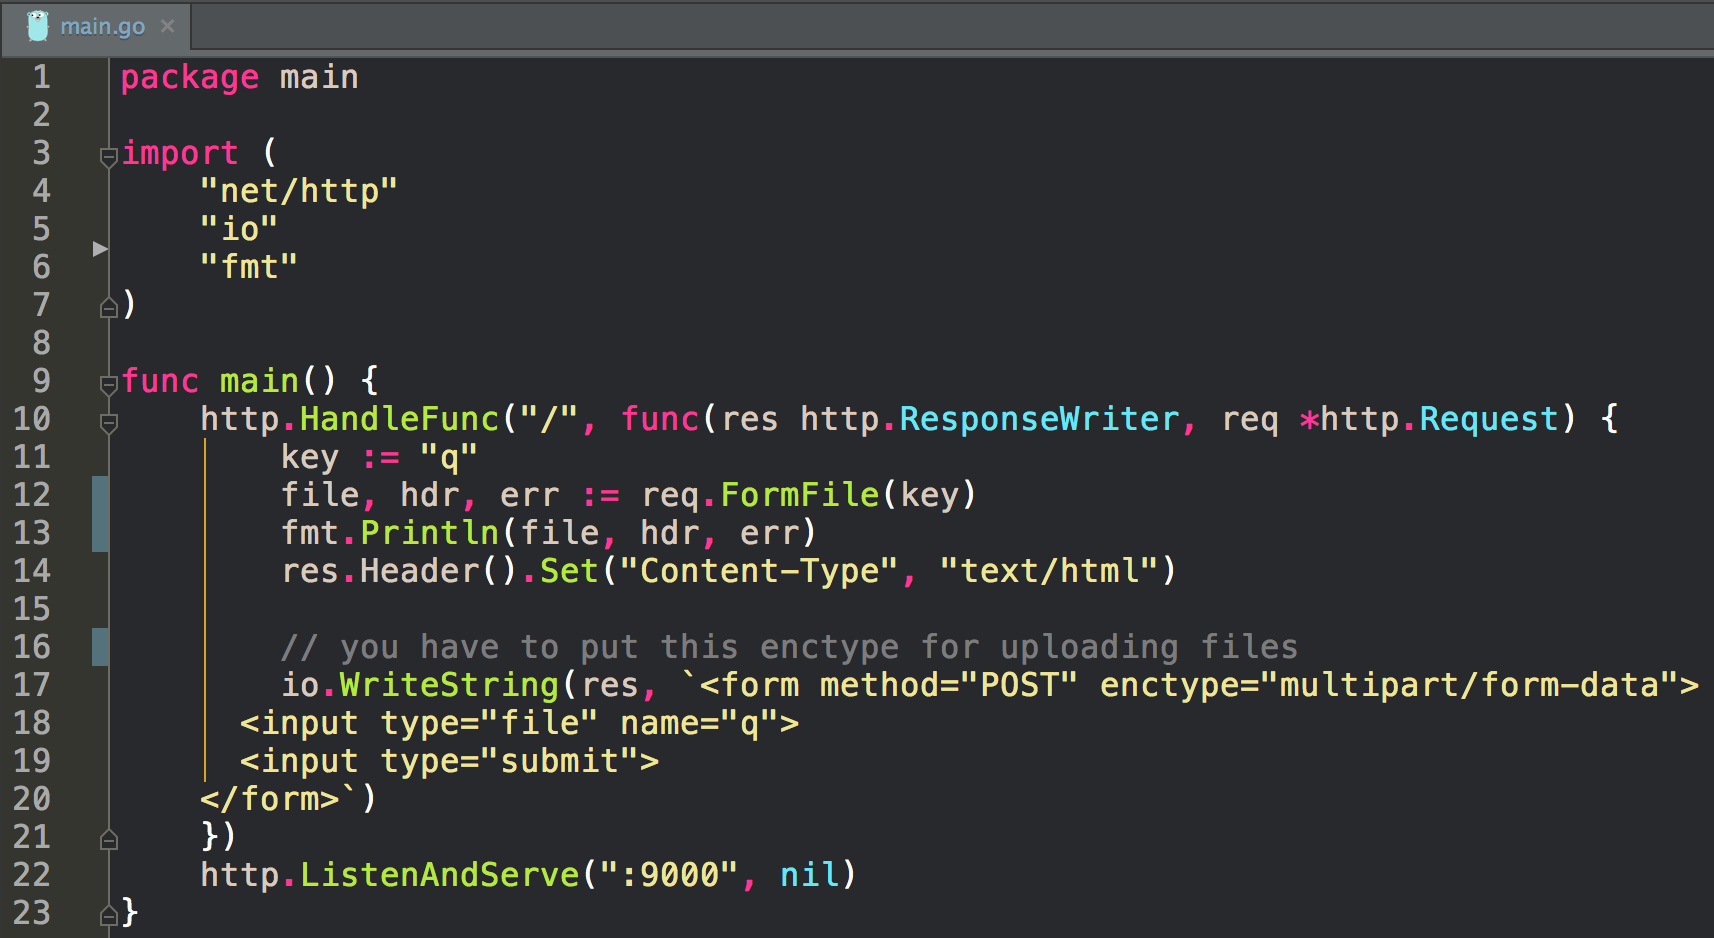 main.go ×
1 package main
2
3 import (
4     "net/http"
5     "io"
6     "fmt"
7 )
8
9 func main() {
10     http.HandleFunc("/", func(res http.ResponseWriter, req *http.Request) {
11         key := "q"
12         file, hdr, err := req.FormFile(key)
13         fmt.Println(file, hdr, err)
14         res.Header().Set("Content-Type", "text/html")
15
16         // you have to put this enctype for uploading files
17         io.WriteString(res, `<form method="POST" enctype="multipart/form-data">
18       <input type="file" name="q">
19       <input type="submit">
20     </form>`)
21     })
22     http.ListenAndServe(":9000", nil)
23 }